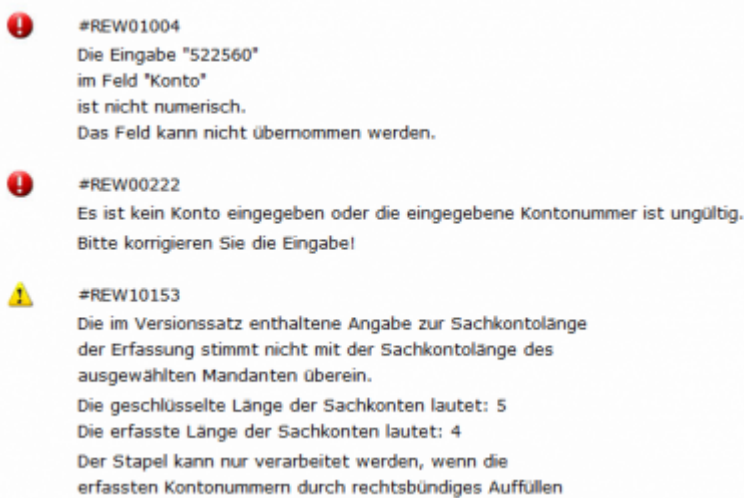 #REW01004
Die Eingabe "522560"
im Feld "Konto"
ist nicht numerisch.
Das Feld kann nicht übernommen werden.
#REW00222
Es ist kein Konto eingegeben oder die eingegebene Kontonummer ist ungültig.
Bitte korrigieren Sie die Eingabe!
#REW10153
Die im Versionssatz enthaltene Angabe zur Sachkontolänge
der Erfassung stimmt nicht mit der Sachkontolänge des
ausgewählten Mandanten überein.
Die geschlüsselte Länge der Sachkonten lautet: 5
Die erfasste Länge der Sachkonten lautet: 4
Der Stapel kann nur verarbeitet werden, wenn die
erfassten Kontonummern durch rechtsbündiges Auffüllen